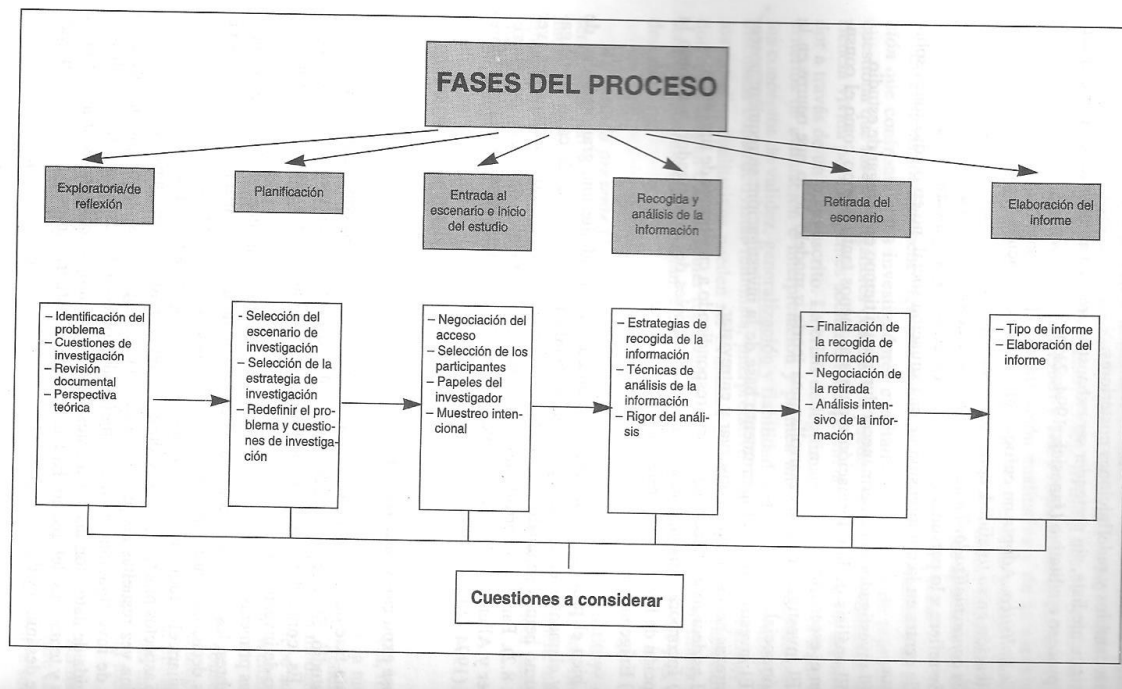 FASES DEL PROCESO
Exploratoria/de
reflexión
Planificación
Entrada al
escenario e inicio
del estudio
Recogida y
análisis de la
información
Retirada del
escenario
Elaboración del
informe
– Identificación del
problema
– Cuestiones de
investigación
– Revisión
documental
– Perspectiva
teórica
- Selección del
escenario de
investigación
– Selección de la
estrategia de
investigación
– Redefinir el pro-
blema y cuestio-
nes de investiga-
ción
– Negociación del
acceso
– Selección de los
participantes
– Papeles del
investigador
– Muestreo inten-
cional
– Estrategias de
recogida de la
información
– Técnicas de
análisis de la
información
– Rigor del análi-
sis
– Finalización de
la recogida de
información
– Negociación de
la retirada
– Análisis inten-
sivo de la infor-
mación
– Tipo de informe
– Elaboración del
informe
Cuestiones a considerar